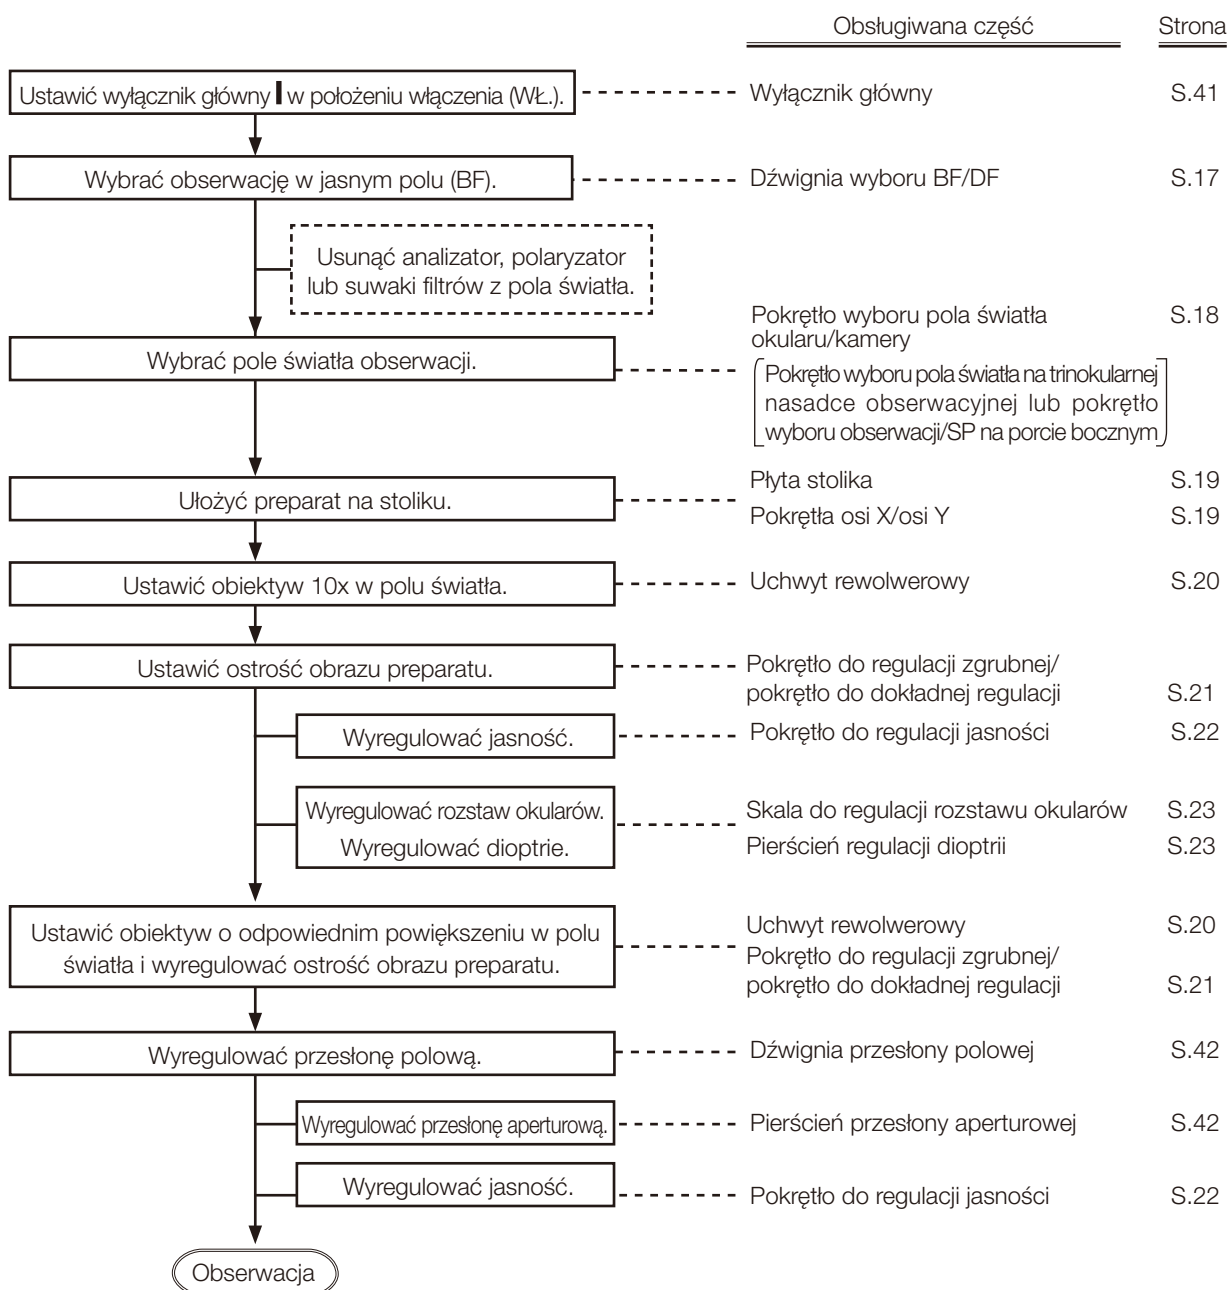 Obsługiwana część Strona
Ustawić wyłącznik główny I w położeniu włączenia (WŁ.). Wyłącznik główny S.41
Wybrać obserwację w jasnym polu (BF). Dźwignia wyboru BF/DF S.17
Usunąć analizator, polaryzator
lub suwaki filtrów z pola światła.
Pokrętło wyboru pola światła S.18
okularu/kamery
Wybrać pole światła obserwacji.
Pokrętło wyboru pola światła na trinokularnej
nasadce obserwacyjnej lub pokrętło
wyboru obserwacji/SP na porcie bocznym
Ułożyć preparat na stoliku.
Płyta stolika S.19
Pokrętła osi X/osi Y S.19
Ustawić obiektyw 10x w polu światła. Uchwyt rewolwerowy S.20
Ustawić ostrość obrazu preparatu.
Pokrętło do regulacji zgrubnej/
pokrętło do dokładnej regulacji S.21
Wyregulować jasność. Pokrętło do regulacji jasności S.22
Wyregulować rozstaw okularów. Skala do regulacji rozstawu okularów S.23
Wyregulować dioptrie. Pierścień regulacji dioptrii S.23
Ustawić obiektyw o odpowiednim powiększeniu w polu
światła i wyregulować ostrość obrazu preparatu.
Uchwyt rewolwerowy S.20
Pokrętło do regulacji zgrubnej/
pokrętło do dokładnej regulacji S.21
Wyregulować przesłonę polową. Dźwignia przesłony polowej S.42
Wyregulować przesłonę aperturową. Pierścień przesłony aperturowej S.42
Wyregulować jasność. Pokrętło do regulacji jasności S.22
Obserwacja